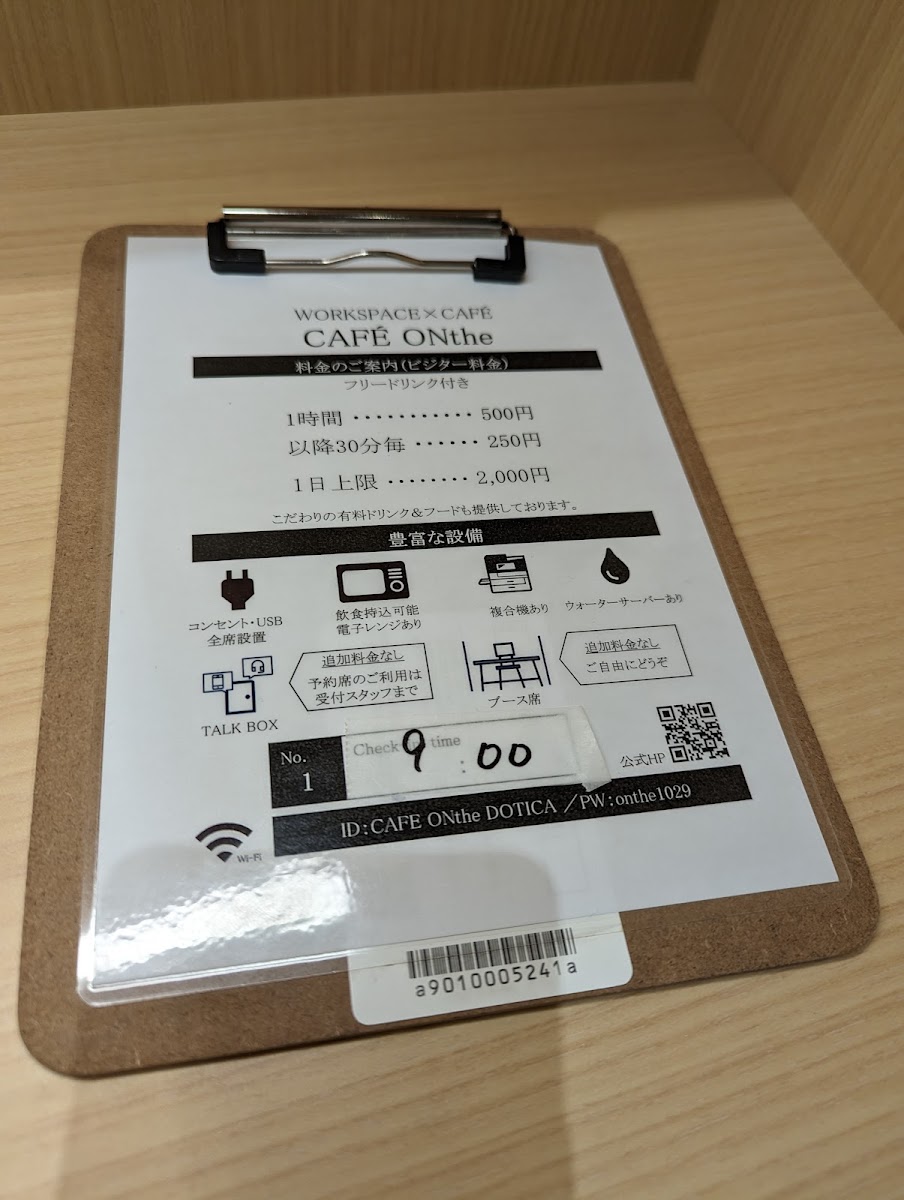 WORKSPACE×CAFÉ
CAFÉ ONthe
料金のご案内(ビジター料金)
フリードリンク付き
1時間 ・・・・・・・・・・・ 500円
以降30分毎 ・・・・・・ 250円
1日上限 ・・・・・・・・ 2,000円
こだわりの有料ドリンク&フードも提供しております。
豊富な設備
コンセント・USB
全席設置
飲食持込可能
電子レンジあり
複合機あり
ウォーターサーバーあり
TALK BOX
追加料金なし
予約席のご利用は
受付スタッフまで
ブース席
追加料金なし
ご自由にどうぞ
No.
1
Check in time
9:00
公式HP
Wi-Fi
ID:CAFE ONthe DOTICA /PW:onthe1029
a9010005241a